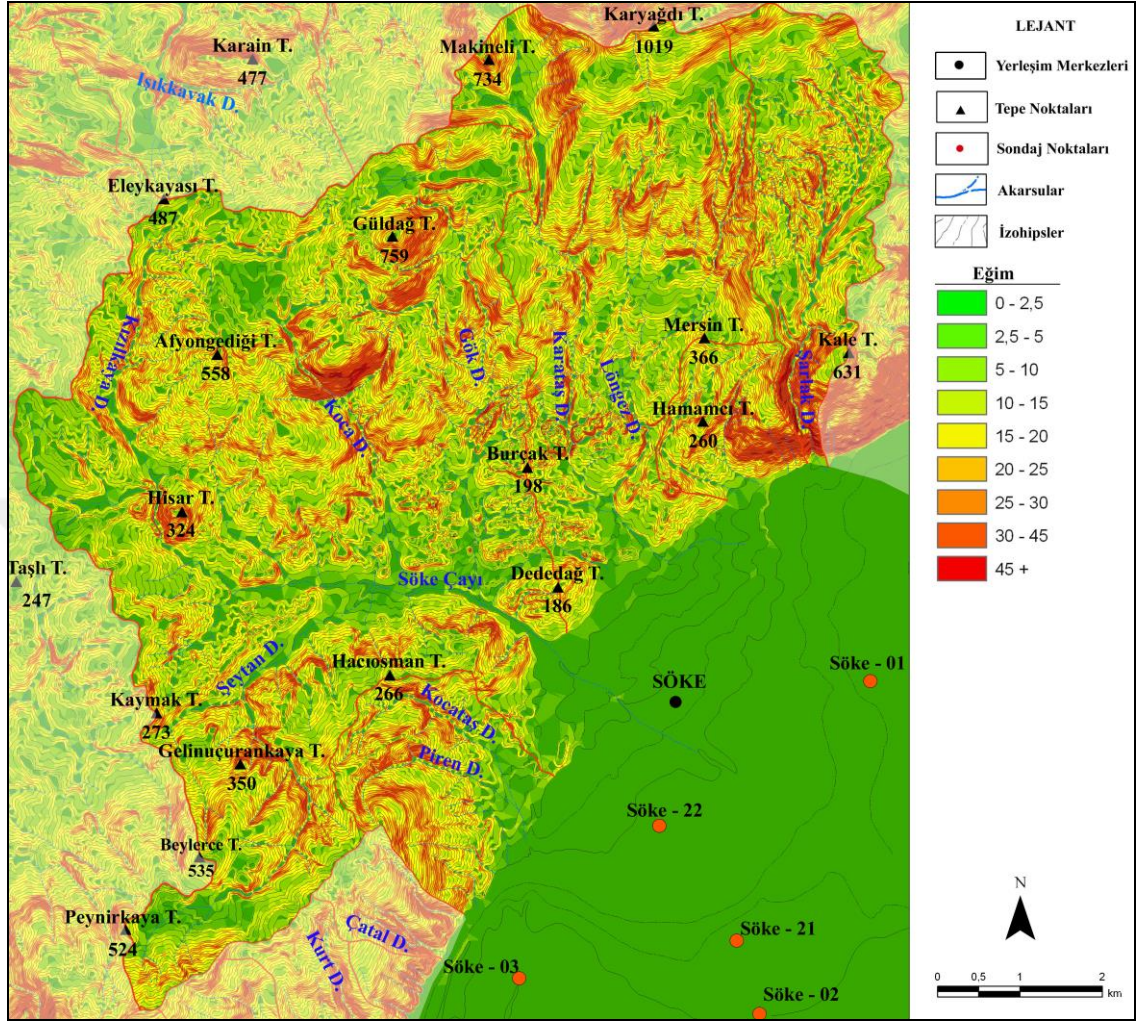 Karyağdı T.
1019
Karain T.
477
Makineli T.
734
Işıkkavak D.
Eleykayası T.
487
Güldağ T.
759
Kızılkaya D.
Afyongediği T.
558
Koca D.
Gök D.
Karataş D.
Löngez D.
Mersin T.
366
Kale T.
631
Şarlak D.
Hamamcı T.
260
Burçak T.
198
Hisar T.
324
Taşlı T.
247
Söke Çayı
Dededağ T.
186
Şeytan D.
Hacıosman T.
266
Kocataş D.
Piren D.
Kaymak T.
273
Gelinuçurankaya T.
350
Beylerce T.
535
Peynirkaya T.
524
Çatal D.
Kurt D.
SÖKE
Söke - 01
Söke - 22
Söke - 21
Söke - 03
Söke - 02
LEJANT
Yerleşim Merkezleri
Tepe Noktaları
Sondaj Noktaları
Akarsular
İzohipsler
Eğim
0 - 2,5
2,5 - 5
5 - 10
10 - 15
15 - 20
20 - 25
25 - 30
30 - 45
45 +
N
0 0,5 1 2
km